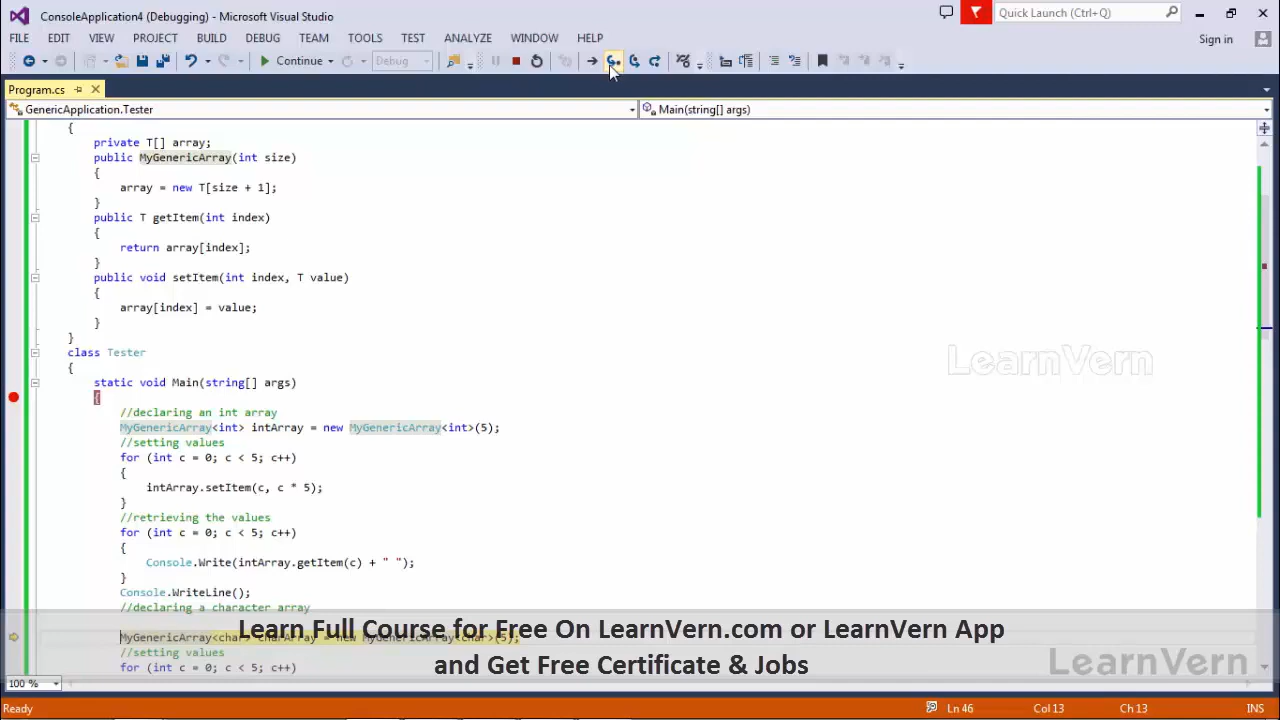 ConsoleApplication4 (Debugging) - Microsoft Visual Studio
Quick Launch (Ctrl+Q)
FILE EDIT VIEW PROJECT BUILD DEBUG TEAM TOOLS TEST ANALYZE WINDOW HELP
Sign in
Continue
Debug
Program.cs
GenericApplication.Tester
Main(string[] args)
{
private T[] array;
public MyGenericArray(int size)
{
array = new T[size + 1];
}
public T getItem(int index)
{
return array[index];
}
public void setItem(int index, T value)
{
array[index] = value;
}
}
class Tester
{
static void Main(string[] args)
{
//declaring an int array
MyGenericArray<int> intArray = new MyGenericArray<int>(5);
//setting values
for (int c = 0; c < 5; c++)
{
intArray.setItem(c, c * 5);
}
//retrieving the values
for (int c = 0; c < 5; c++)
{
Console.Write(intArray.getItem(c) + " ");
}
Console.WriteLine();
//declaring a character array
MyGenericArray<char> charArray = new MyGenericArray<char>(5);
//setting values
for (int c = 0; c < 5; c++)
LearnVern
Learn Full Course for Free On LearnVern.com or LearnVern App
and Get Free Certificate & Jobs
LearnVern
100 %
Ready
Ln 46
Col 13
Ch 13
INS